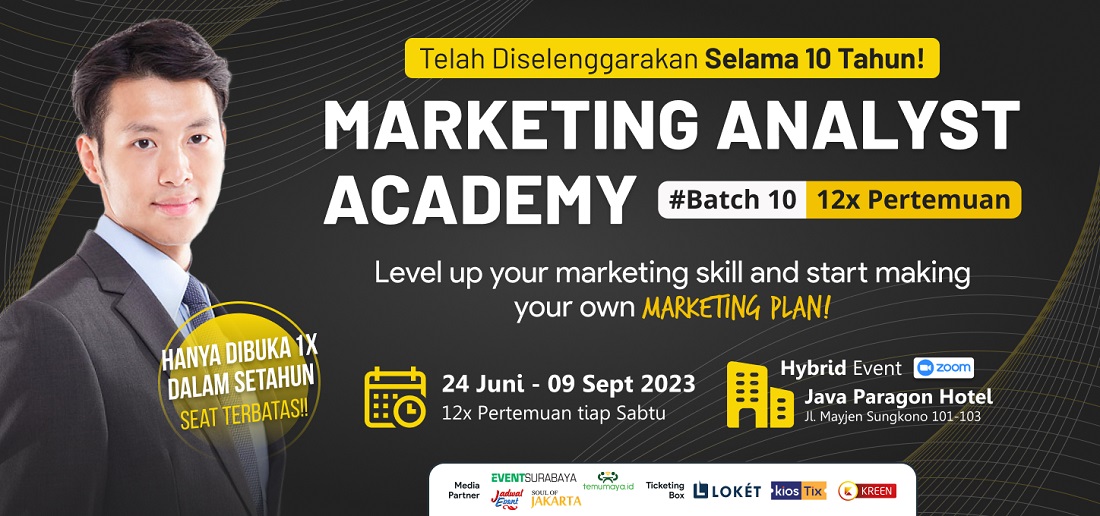 Telah Diselenggarakan Selama 10 Tahun!
MARKETING ANALYST
ACADEMY #Batch 10 12x Pertemuan
Level up your marketing skill and start making
your own MARKETING PLAN!
HANYA DIBUKA 1X
DALAM SETAHUN
SEAT TERBATAS!!
24 Juni - 09 Sept 2023
12x Pertemuan tiap Sabtu
Hybrid Event zoom
Java Paragon Hotel
Jl. Mayjen Sungkono 101-103
Media
Partner
EVENTSURABAYA
temumaya.id
Jadwal
Event
SOUL OF
JAKARTA
Ticketing
Box
LOKÉT
kiosTix
KREEN